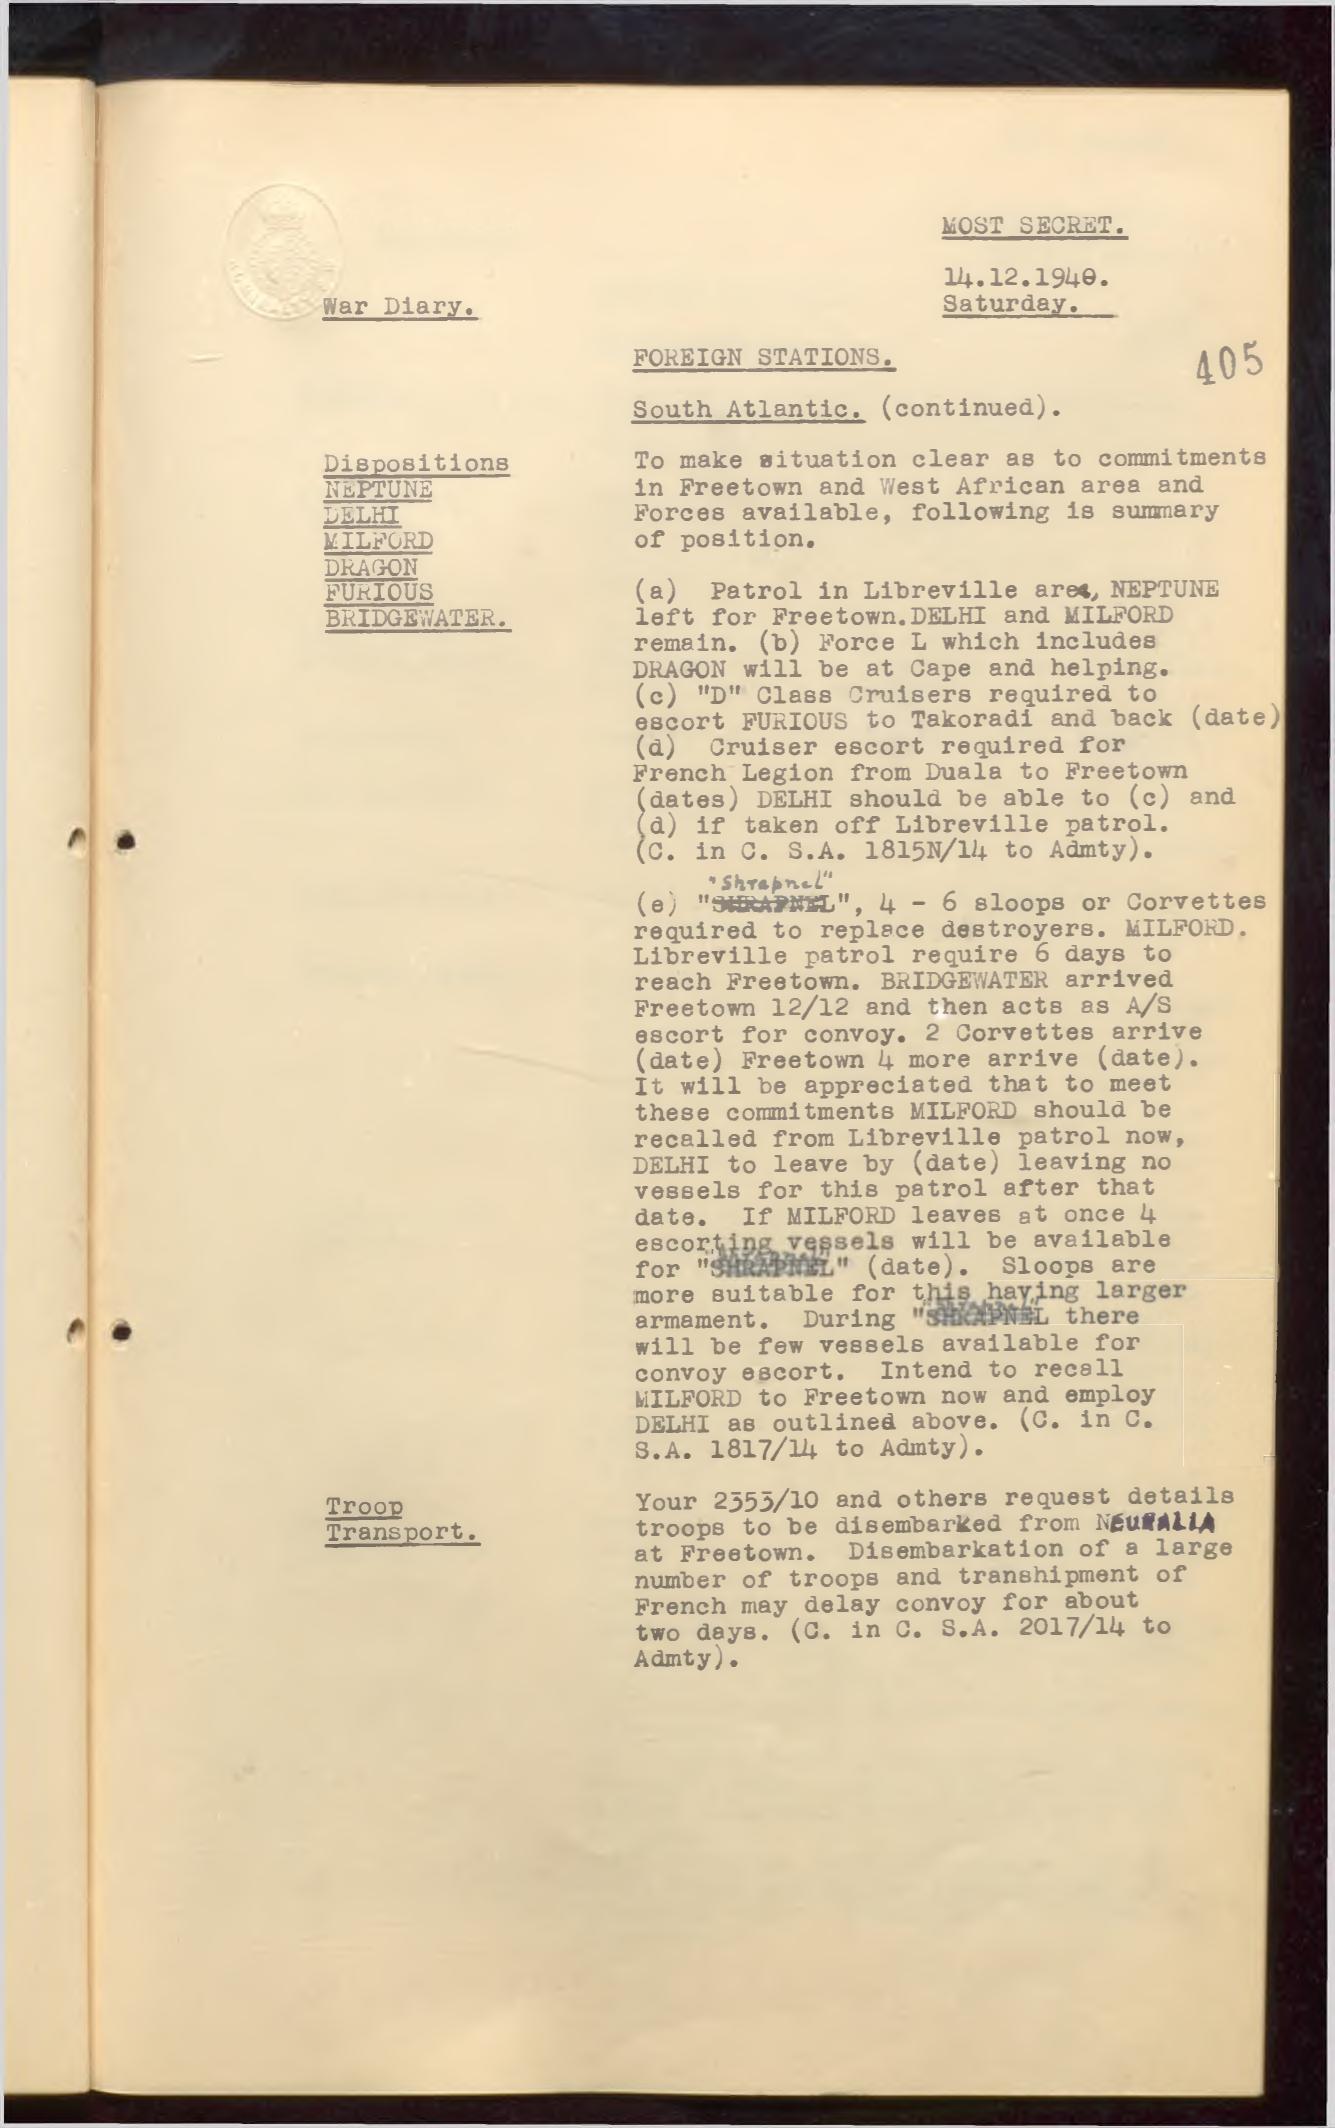 MOST SECRET.
14.12.1940.
Saturday.
War Diary.
405
FOREIGN STATIONS.
South Atlantic. (continued).
Dispositions
NEPTUNE
DELHI
MILFORD
DRAGON
FURIOUS
BRIDGEWATER.
To make situation clear as to commitments
in Freetown and West African area and
Forces available, following is summary
of position.
(a) Patrol in Libreville area, NEPTUNE
left for Freetown. DELHI and MILFORD
remain. (b) Force L which includes
DRAGON will be at Cape and helping.
(c) "D" Class Cruisers required to
escort FURIOUS to Takoradi and back (date)
(d) Cruiser escort required for
French Legion from Duala to Freetown
(dates) DELHI should be able to (c) and
(d) if taken off Libreville patrol.
(C. in C. S.A. 1815N/14 to Admty).
"Shrapnel"
(e) "SHRAPNEL", 4 - 6 sloops or Corvettes
required to replace destroyers. MILFORD.
Libreville patrol require 6 days to
reach Freetown. BRIDGEWATER arrived
Freetown 12/12 and then acts as A/S
escort for convoy. 2 Corvettes arrive
(date) Freetown 4 more arrive (date).
It will be appreciated that to meet
these commitments MILFORD should be
recalled from Libreville patrol now,
DELHI to leave by (date) leaving no
vessels for this patrol after that
date. If MILFORD leaves at once 4
escorting vessels will be available
for "SHRAPNEL" (date). Sloops are
more suitable for this having larger
armament. During "SHRAPNEL there
will be few vessels available for
convoy escort. Intend to recall
MILFORD to Freetown now and employ
DELHI as outlined above. (C. in C.
S.A. 1817/14 to Admty).
Troop
Transport.
Your 2353/10 and others request details
troops to be disembarked from NEURALIA
at Freetown. Disembarkation of a large
number of troops and transhipment of
French may delay convoy for about
two days. (C. in C. S.A. 2017/14 to
Admty).